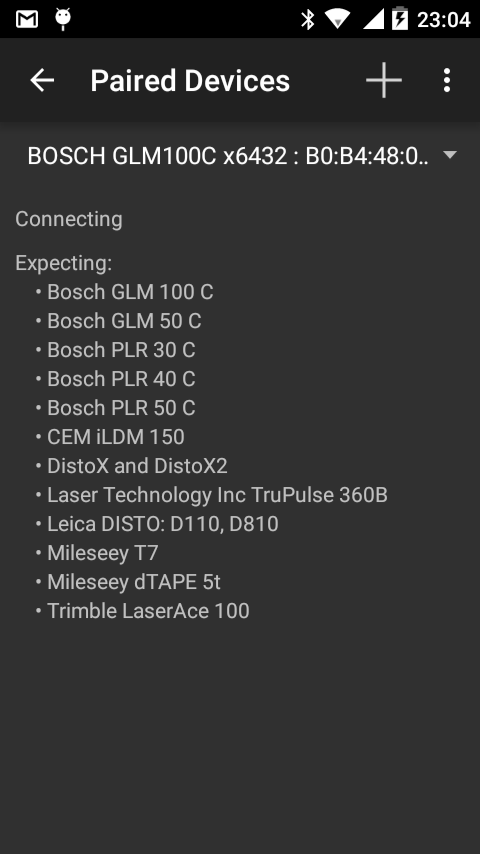 23:04
Paired Devices
BOSCH GLM100C x6432 : B0:B4:48:0..
Connecting
Expecting:
• Bosch GLM 100 C
• Bosch GLM 50 C
• Bosch PLR 30 C
• Bosch PLR 40 C
• Bosch PLR 50 C
• CEM iLDM 150
• DistoX and DistoX2
• Laser Technology Inc TruPulse 360B
• Leica DISTO: D110, D810
• Mileseey T7
• Mileseey dTAPE 5t
• Trimble LaserAce 100